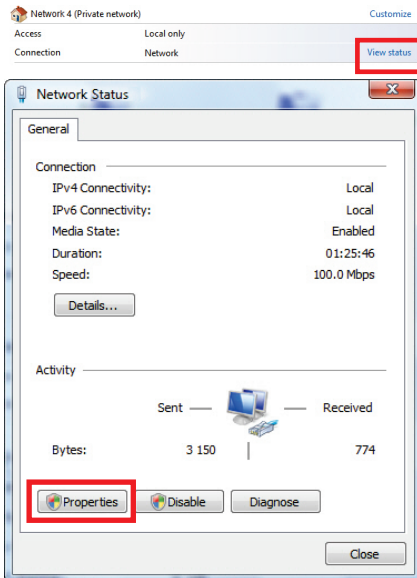 Network 4 (Private network) Customize
Access Local only
Connection Network View status
Network Status
General
Connection
IPv4 Connectivity: Local
IPv6 Connectivity: Local
Media State: Enabled
Duration: 01:25:46
Speed: 100.0 Mbps
Details...
Activity
Sent Received
Bytes: 3 150 774
Properties Disable Diagnose
Close